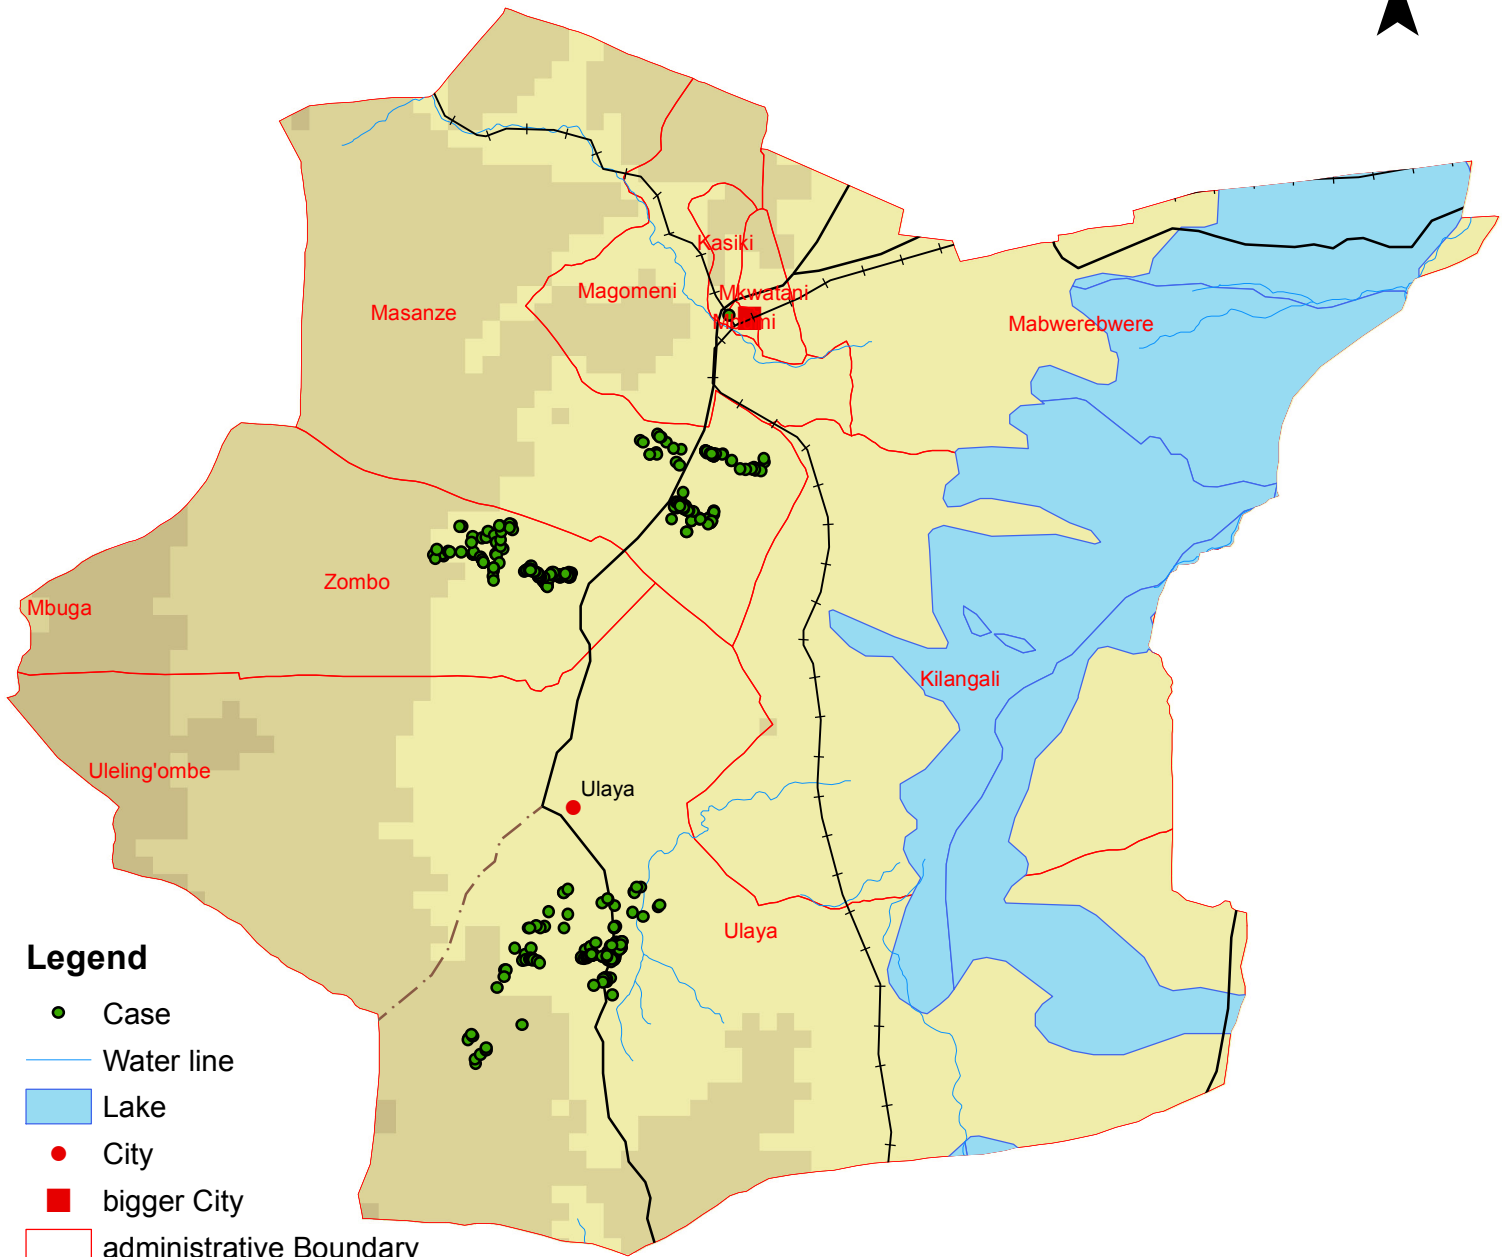 Kasiki
Magomeni
Mkwatani
Masanze
Mabwerebwere
Zombo
Mbuga
Kilangali
Uleling'ombe
Ulaya
Ulaya
Legend
Case
Water line
Lake
City
bigger City
administrative Boundary